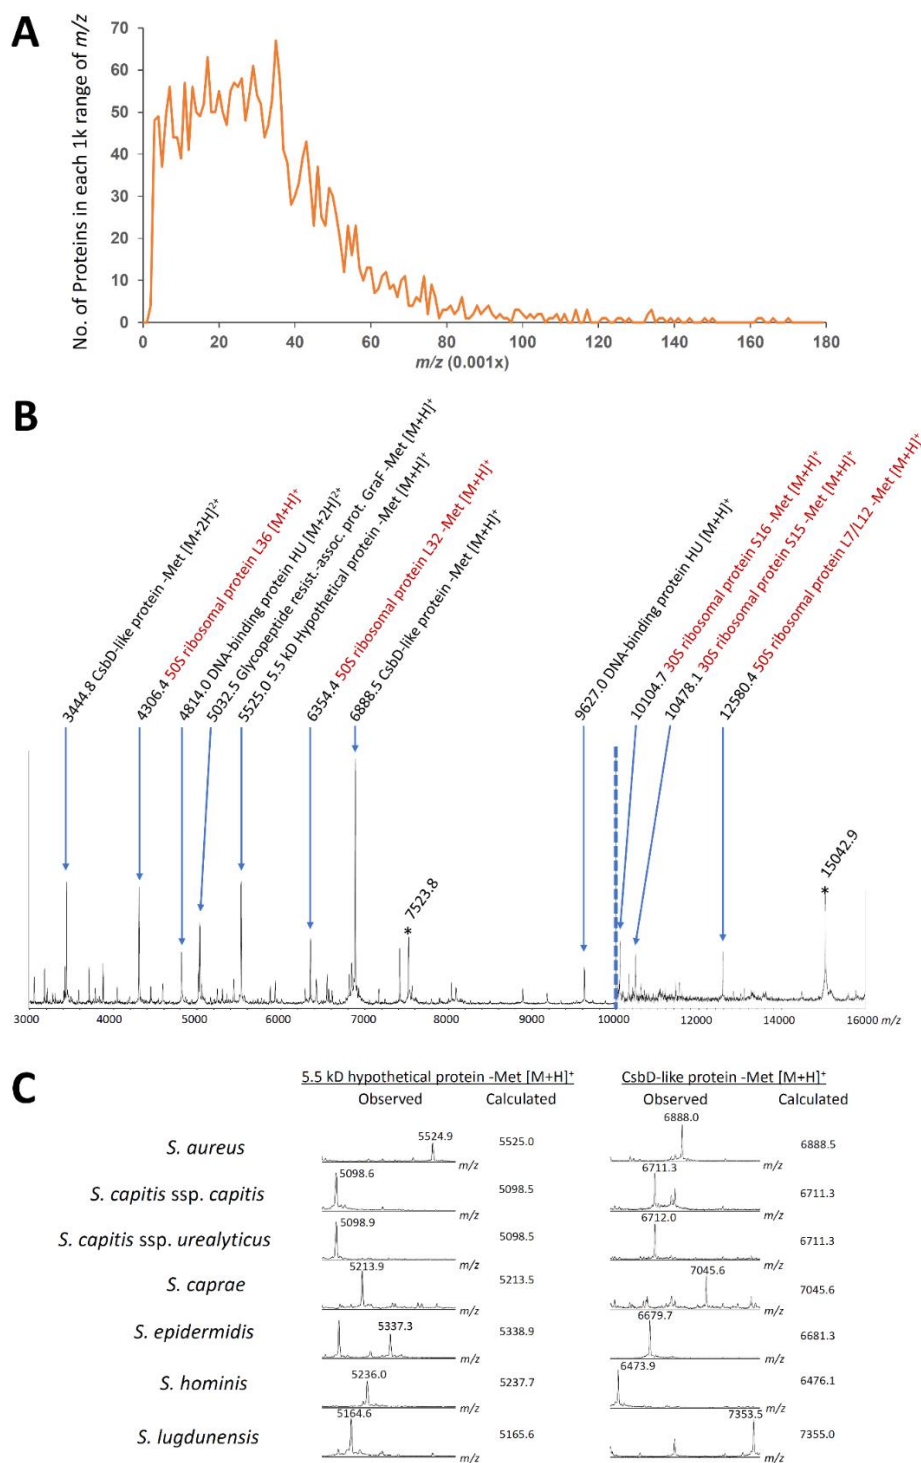 A
No. of Proteins in each 1k range of m/z
70
60
50
40
30
20
10
0
0 20 40 60 80 100 120 140 160 180
m/z (0.001x)
B
3444.8 CsbD-like protein -Met [M+2H]²⁺
4306.4 50S ribosomal protein L36 [M+H]⁺
4814.0 DNA-binding protein HU [M+2H]²⁺
5032.5 Glycopeptide resist.-assoc. prot. GraF -Met [M+H]⁺
5525.0 5.5 kD Hypothetical protein -Met [M+H]⁺
6354.4 50S ribosomal protein L32 -Met [M+H]⁺
6888.5 CsbD-like protein -Met [M+H]⁺
9627.0 DNA-binding protein HU [M+H]⁺
10104.7 30S ribosomal protein S16 -Met [M+H]⁺
10478.1 30S ribosomal protein S15 -Met [M+H]⁺
12580.4 50S ribosomal protein L7/L12 -Met [M+H]⁺
* 7523.8
* 15042.9
3000 4000 5000 6000 7000 8000 9000 10000 12000 14000 16000 m/z
C
5.5 kD hypothetical protein -Met [M+H]⁺ CsbD-like protein -Met [M+H]⁺
Observed Calculated Observed Calculated
S. aureus 5524.9 m/z 5525.0 6888.0 m/z 6888.5
S. capitis ssp. capitis 5098.6 m/z 5098.5 6711.3 m/z 6711.3
S. capitis ssp. urealyticus 5098.9 m/z 5098.5 6712.0 m/z 6711.3
S. caprae 5213.9 m/z 5213.5 7045.6 m/z 7045.6
S. epidermidis 5337.3 m/z 5338.9 6679.7 m/z 6681.3
S. hominis 5236.0 m/z 5237.7 6473.9 m/z 6476.1
S. lugdunensis 5164.6 m/z 5165.6 7353.5 m/z 7355.0